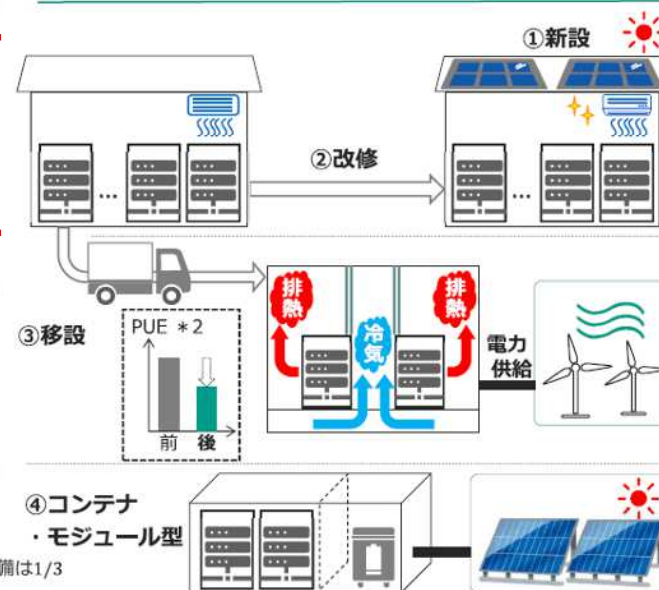 ①新設
②改修
③移設
PUE *2
前
後
排熱
冷気
排熱
電力
供給
④コンテナ
・モジュール型
備は1/3